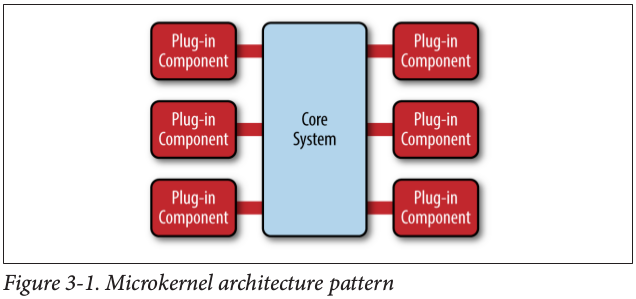 Plug-in
Component
Plug-in
Component
Plug-in
Component
Core
System
Plug-in
Component
Plug-in
Component
Plug-in
Component
Figure 3-1. Microkernel architecture pattern